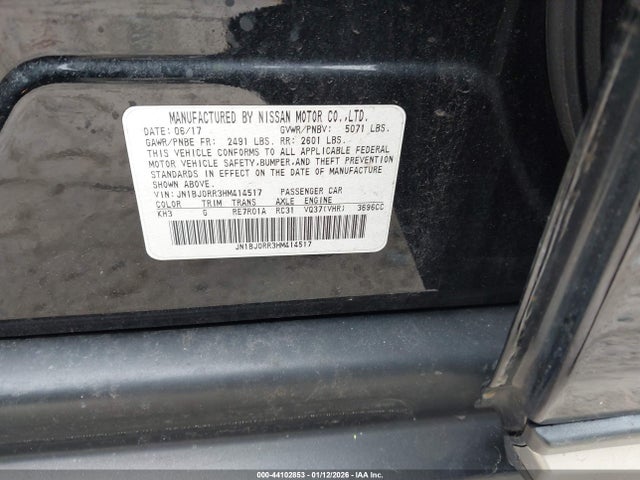 MANUFACTURED BY NISSAN MOTOR CO.,LTD.
DATE: 06/17 GVWR/PNBV: 5071 LBS.
GAWR/PNBE FR: 2491 LBS. RR: 2601 LBS.
THIS VEHICLE CONFORMS TO ALL APPLICABLE FEDERAL
MOTOR VEHICLE SAFETY,BUMPER,AND THEFT PREVENTION
STANDARDS IN EFFECT ON THE DATE OF MANUFACTURE
SHOWN ABOVE.
VIN: JN1BJ0RR3HM414517 PASSENGER CAR
COLOR TRIM TRANS AXLE ENGINE
KH3 G RE7R01A RC31 VQ37(VHR) 3696CC
JN1BJ0RR3HM414517
000-44102853 - 01/12/2026 - IAAI